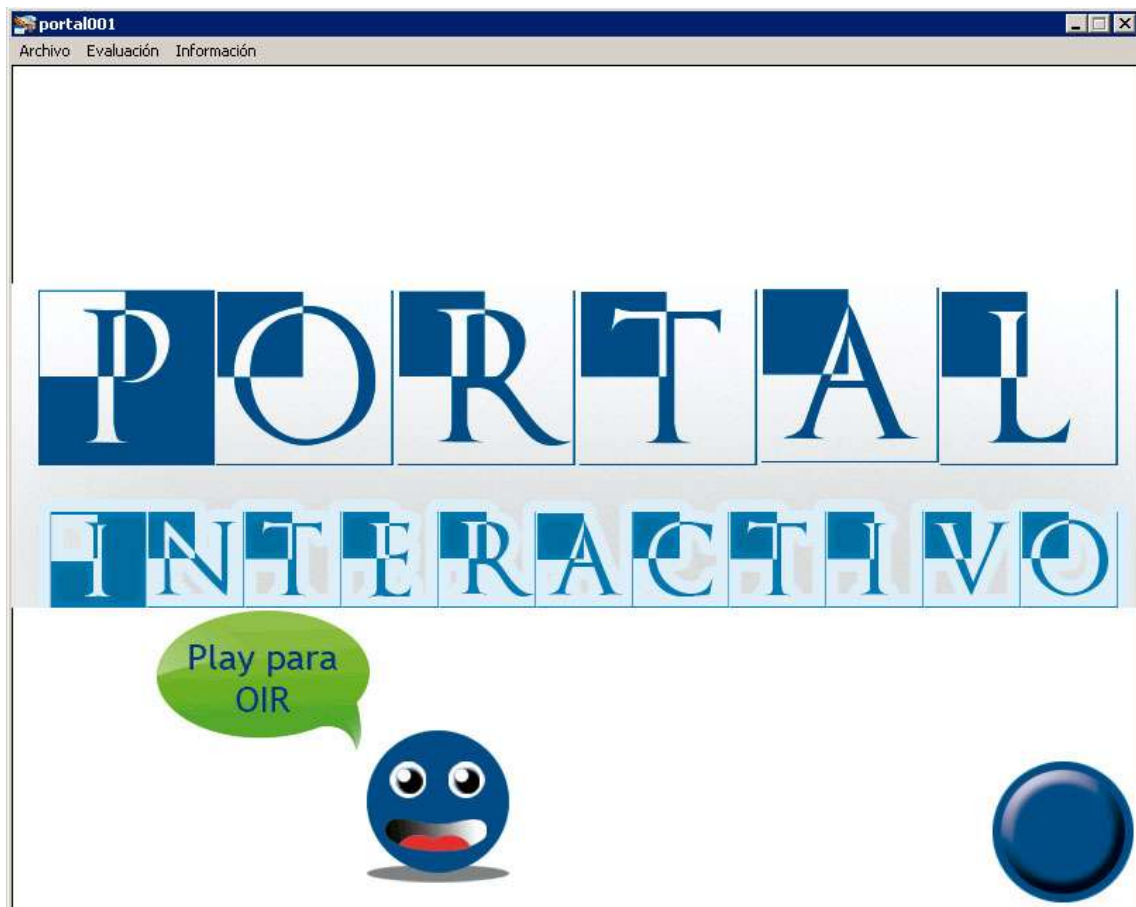 portal001
Archivo Evaluación Información
PORTAL
INTERACTIVO
Play para
OIR